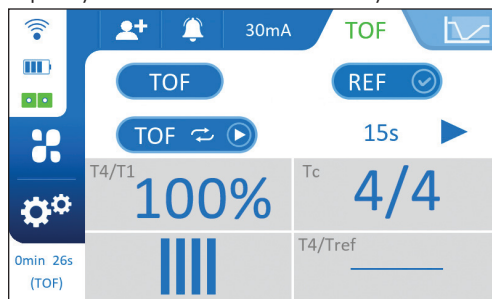 30mA TOF
TOF REF
TOF 15s
T4/T1 100% Tc 4/4
T4/Tref
0min 26s
(TOF)